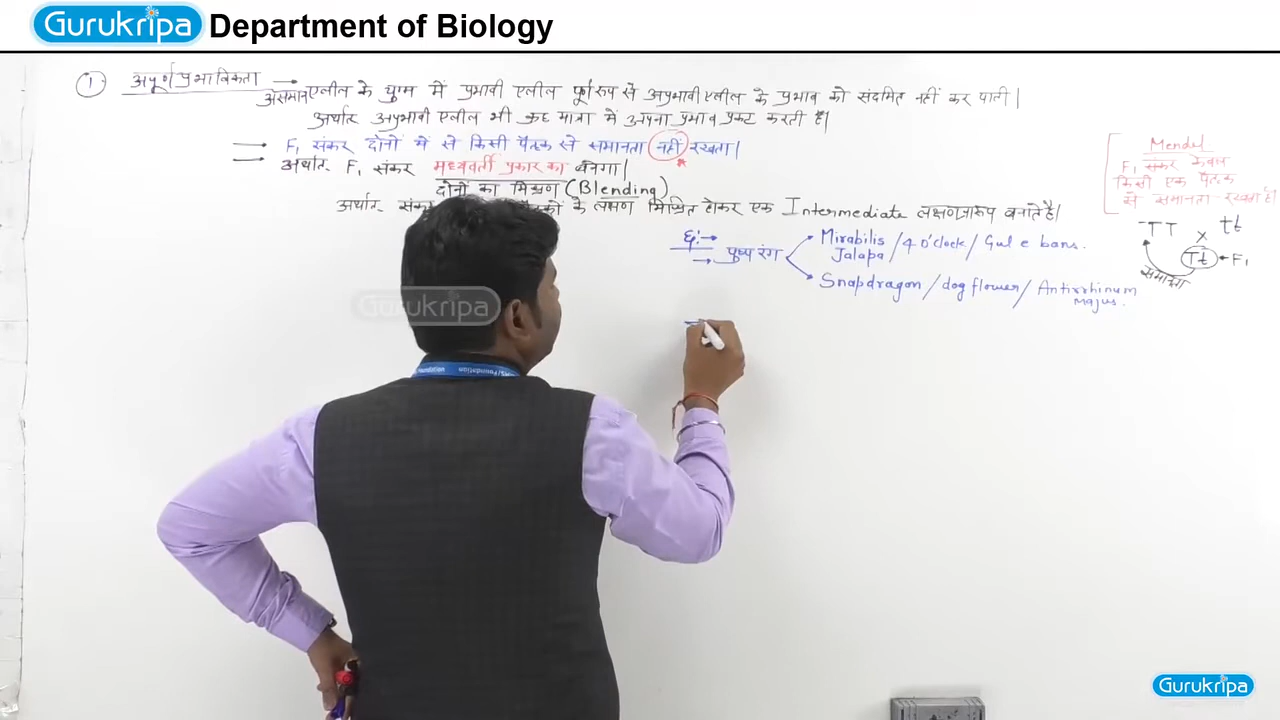 Gurukripa Department of Biology
① अपूर्ण प्रभाविकता →
असमान एलील के युग्म में प्रभावी एलील पूर्ण रूप से अप्रभावी एलील के प्रभाव को संदमित नहीं कर पाती |
अर्थात् अप्रभावी एलील भी कुछ मात्रा में अपना प्रभाव प्रकट करती है |
→ F₁ संकर दोनों में से किसी पैतृक से समानता नहीं रखता |
→ अर्थात् F₁ संकर मध्यवर्ती प्रकार का बनेगा |
दोनों का मिश्रण (Blending)
अर्थात् संकर के लक्षण मिश्रित होकर एक Intermediate लक्षण प्रारूप बनाते है |
Eg:→
→ पुष्प रंग
Mirabilis Jalapa / 4 O'clock / Gul e bans.
Snapdragon / dog flower / Antirrhinum majus.
Mendel
F₁ संकर केवल
किसी एक पैतृक
से समानता रखता है
TT x tt
Tt ← F₁
समानता
Gurukripa
Gurukripa